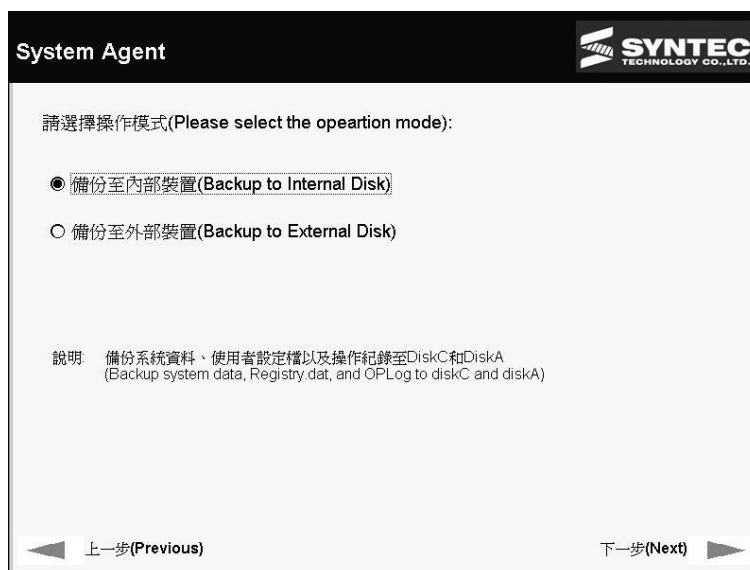 System Agent
SYNTEC
TECHNOLOGY CO.,LTD.
請選擇操作模式(Please select the opeartion mode):
備份至內部裝置(Backup to Internal Disk)
備份至外部裝置(Backup to External Disk)
說明: 備份系統資料、使用者設定檔以及操作紀錄至DiskC和DiskA
(Backup system data, Registry.dat, and OPLog to diskC and diskA)
上一步(Previous)
下一步(Next)